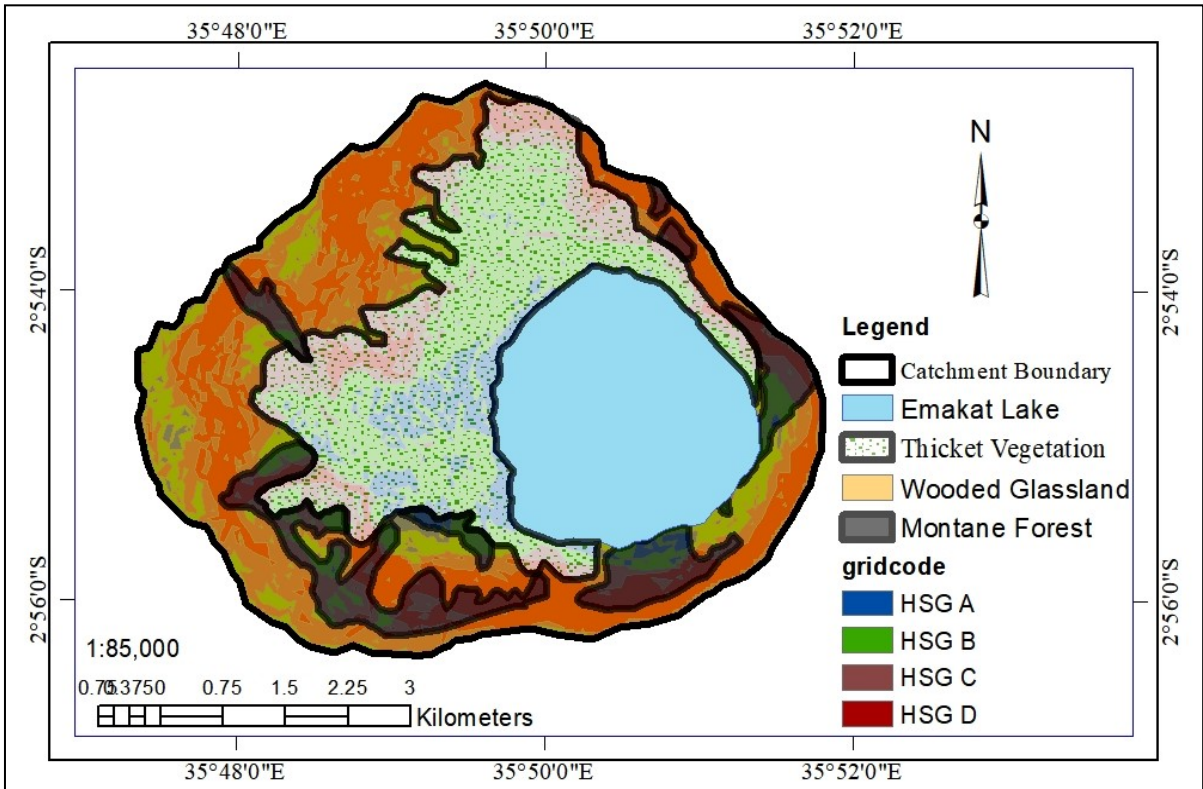 35°48'0"E 35°50'0"E 35°52'0"E
N
2°54'0"S 2°54'0"S
Legend
Catchment Boundary
Emakat Lake
Thicket Vegetation
Wooded Glassland
Montane Forest
gridcode
HSG A
HSG B
HSG C
HSG D
2°56'0"S 2°56'0"S
1:85,000
0.75 0 0.75 1.5 2.25 3
Kilometers
35°48'0"E 35°50'0"E 35°52'0"E